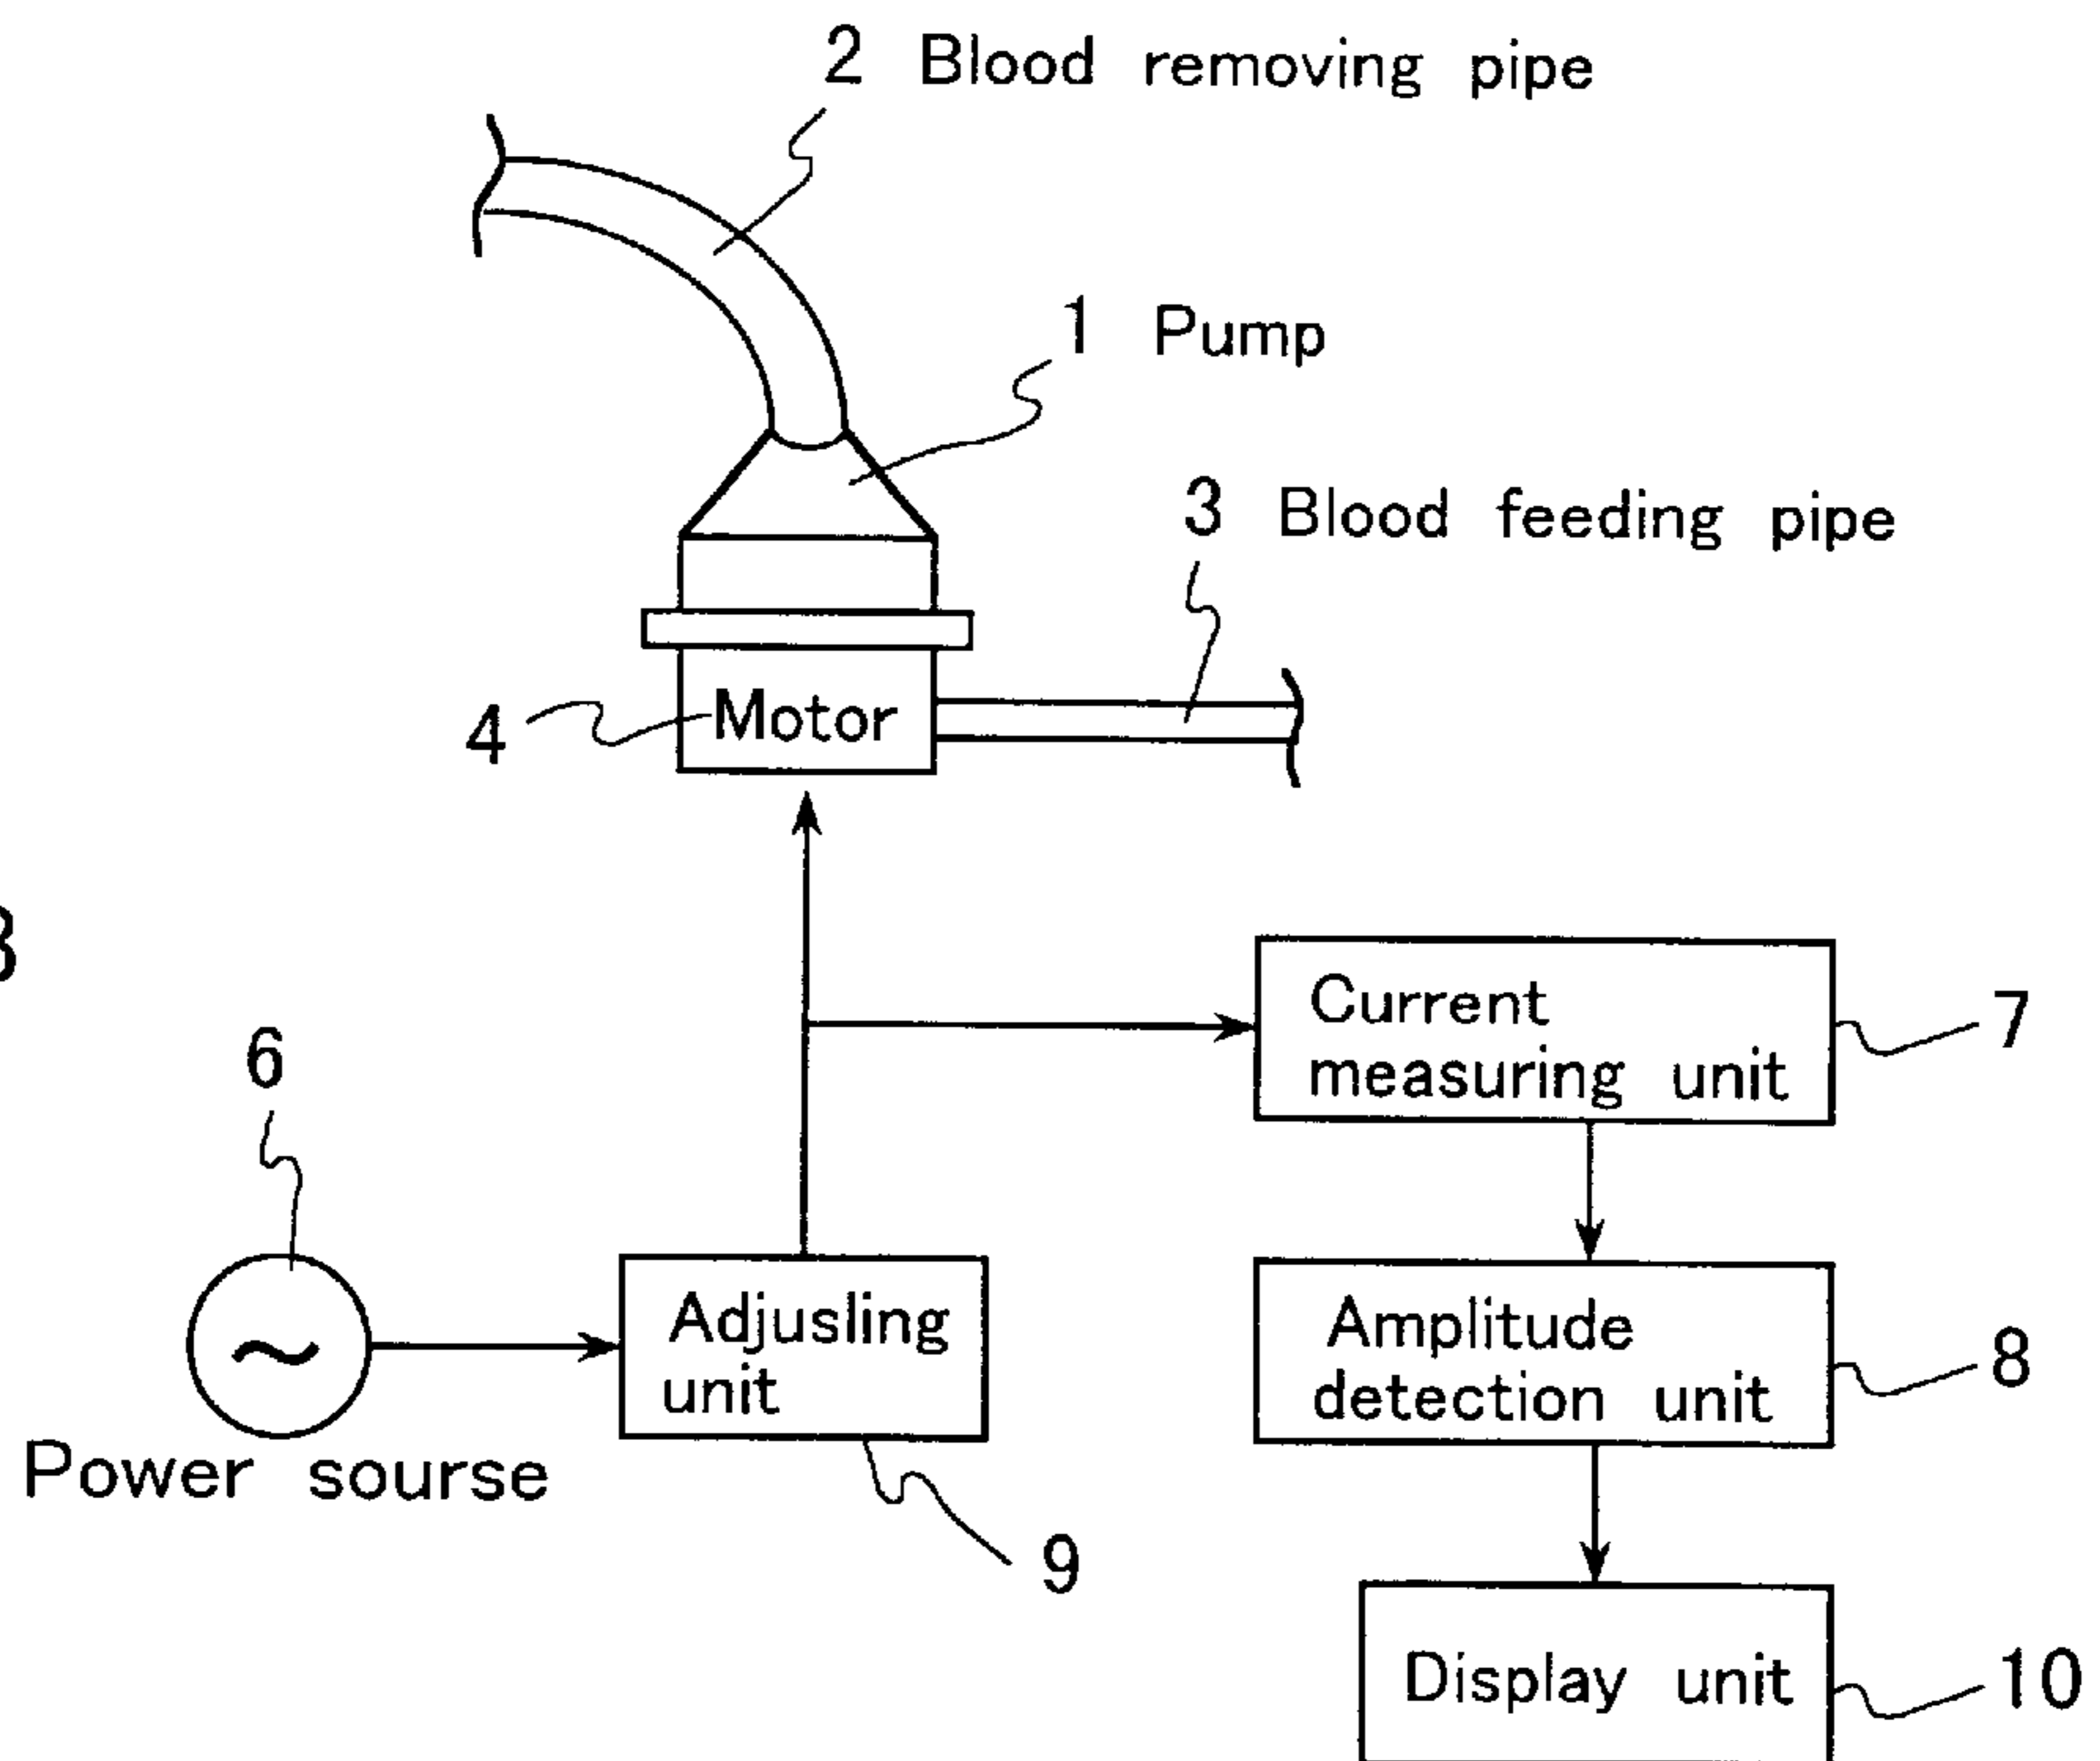 2 Blood removing pipe
1 Pump
3 Blood feeding pipe
4
Motor
6
Power sourse
Adjusling
unit
9
Current
measuring unit
7
Amplitude
detection unit
8
Display unit
10